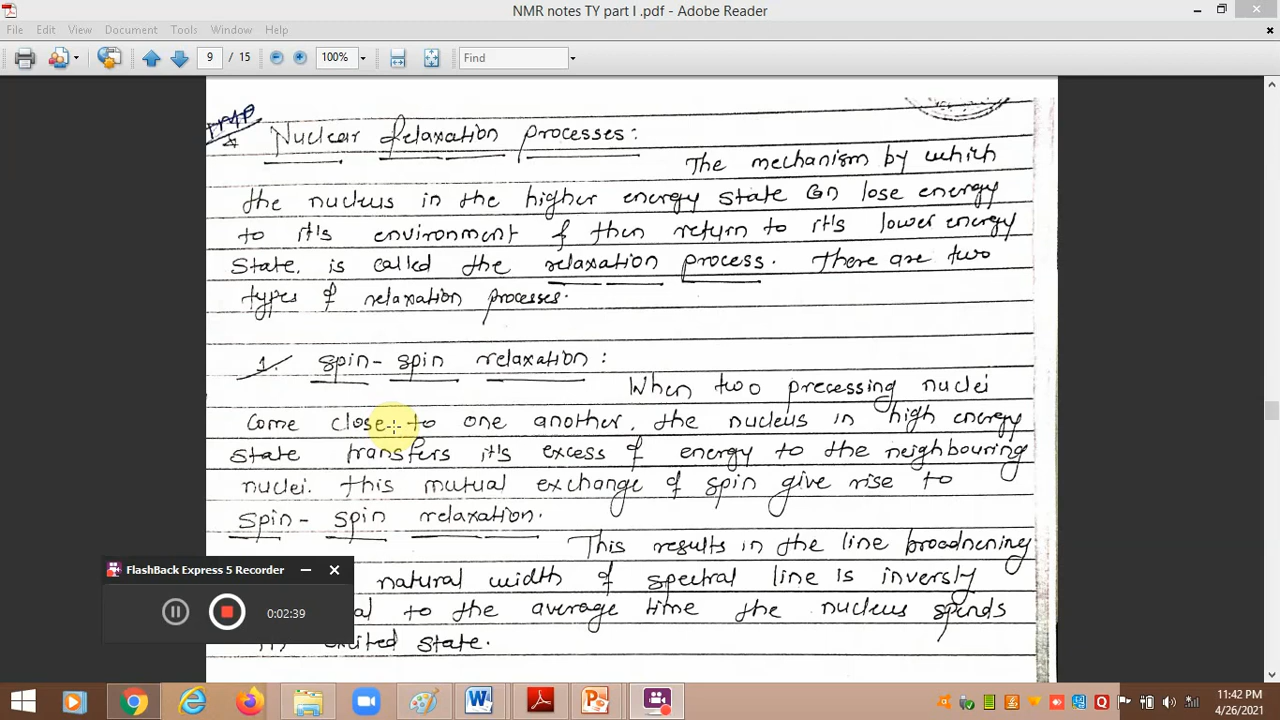 NMR notes TY part I .pdf - Adobe Reader
File Edit View Document Tools Window Help
9 / 15 100% Find
IMP
Nuclear Relaxation processes:
The mechanism by which
the nucleus in the higher energy state can lose energy
to it's environment & then return to it's lower energy
State. is called the relaxation process. There are two
types of relaxation processes.
1. Spin-spin relaxation:
When two precessing nuclei
Come close to one another. the nucleus in high energy
State transfers it's excess of energy to the neighbouring
nuclei. This mutual exchange of spin give rise to
Spin-spin relaxation.
This results in the line broadnening
FlashBack Express 5 Recorder
natural width of spectral line is inversly
al to the average time the nucleus spends
0:02:39
excited state.
11:42 PM
4/26/2021